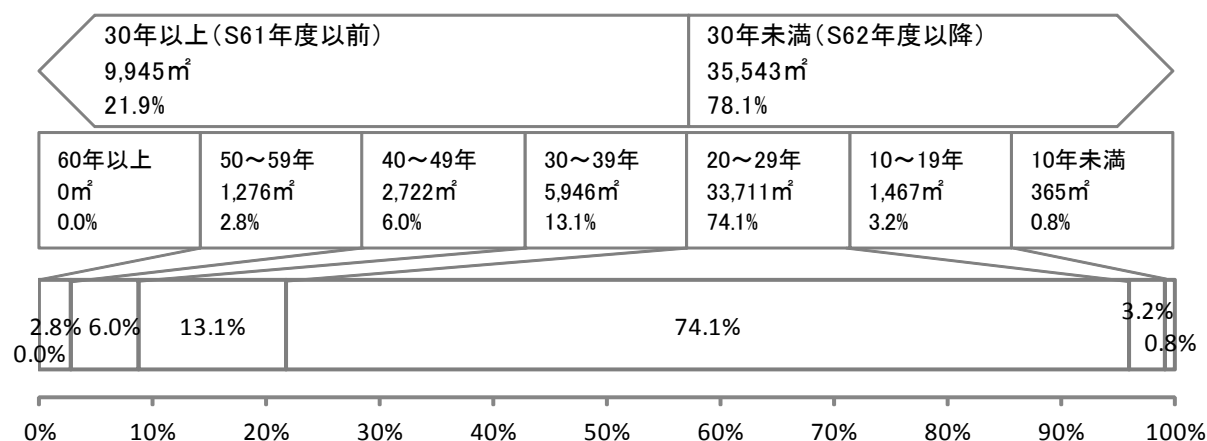 30年以上（S61年度以前）
9,945㎡
21.9%
30年未満（S62年度以降）
35,543㎡
78.1%
60年以上
0㎡
0.0%
50～59年
1,276㎡
2.8%
40～49年
2,722㎡
6.0%
30～39年
5,946㎡
13.1%
20～29年
33,711㎡
74.1%
10～19年
1,467㎡
3.2%
10年未満
365㎡
0.8%
0.0%
2.8%
6.0%
13.1%
74.1%
3.2%
0.8%
0% 10% 20% 30% 40% 50% 60% 70% 80% 90% 100%